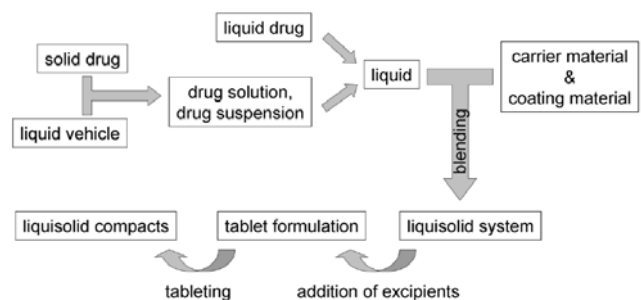 liquid drug
solid drug
liquid vehicle
drug solution,
drug suspension
liquid
carrier material
&
coating material
blending
liquisolid compacts
tablet formulation
liquisolid system
tableting
addition of excipients